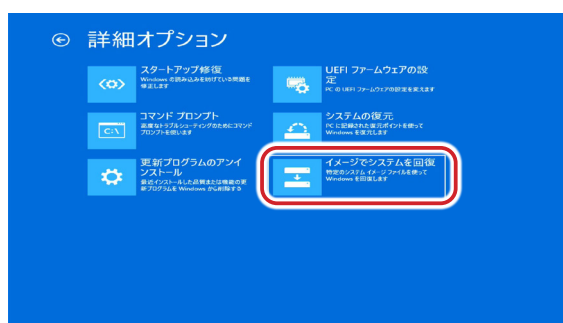 詳細オプション
スタートアップ修復
Windows の読み込みを妨げている問題を
修正します
UEFI ファームウェアの設
定
PC の UEFI ファームウェアの設定を変えます
C:\
コマンド プロンプト
高度なトラブルシューティングのためにコマンド
プロンプトを使います
システムの復元
PC に記録された復元ポイントを使って
Windows を復元します
更新プログラムのアンイ
ンストール
最近インストールした品質または機能の更
新プログラムを Windows から削除する
イメージでシステムを回復
特定のシステム イメージ ファイルを使って
Windows を回復します